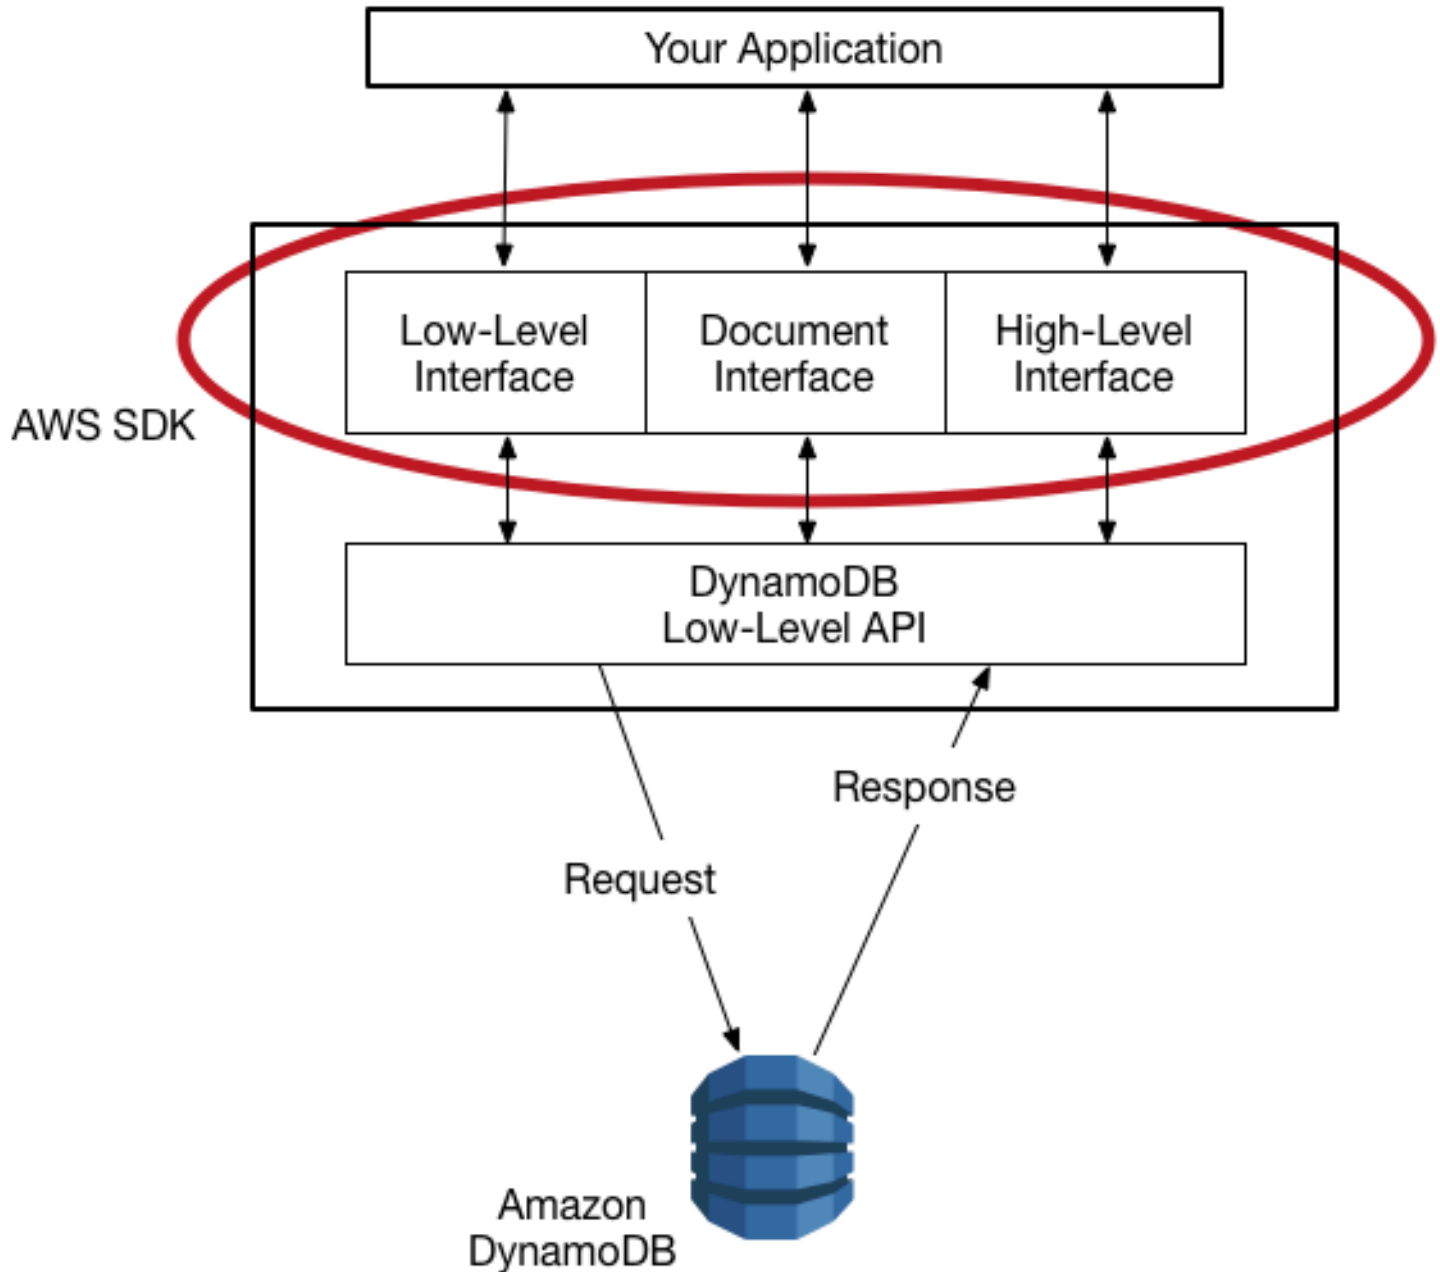 Your Application
Low-Level
Interface
Document
Interface
High-Level
Interface
AWS SDK
DynamoDB
Low-Level API
Response
Request
Amazon
DynamoDB